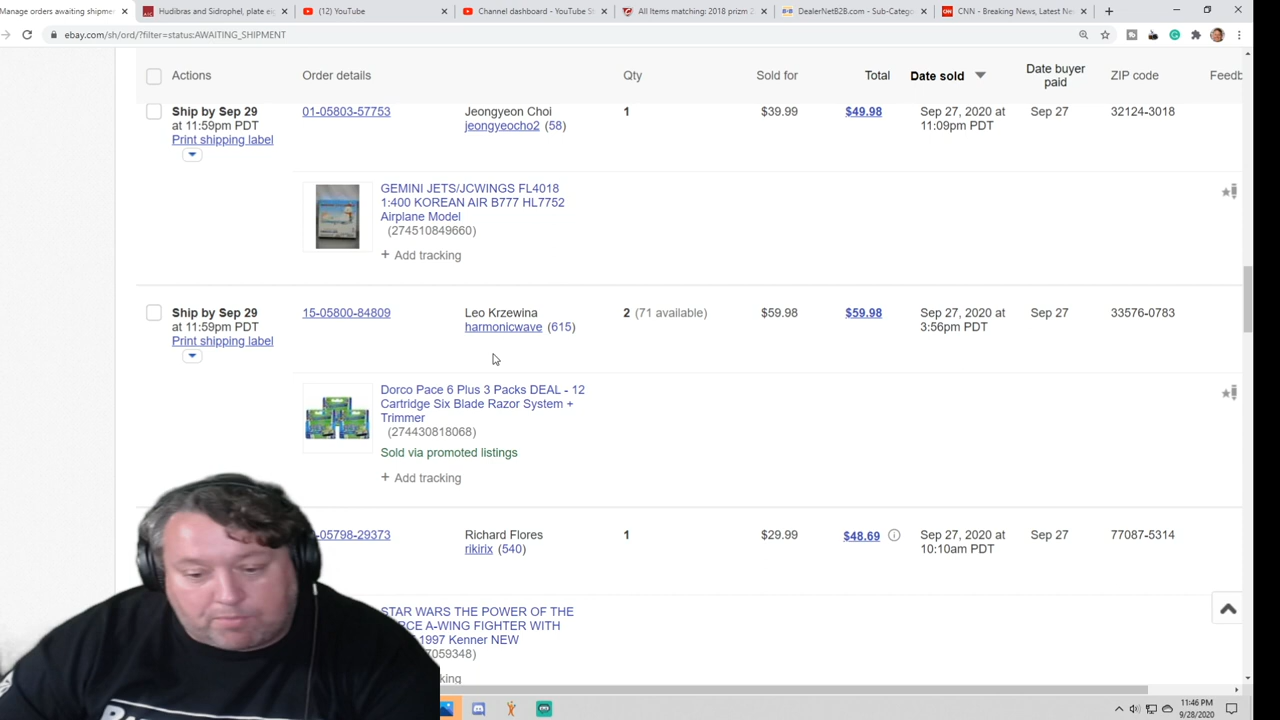 Manage orders awaiting shipme
Hudibras and Sidrophel, plate eig
(12) YouTube
Channel dashboard - YouTube S
All Items matching: 2018 prizm 2
DealerNetB2B.com - Sub-Catego
CNN - Breaking News, Latest Ne
ebay.com/sh/ord/?filter=status:AWAITING_SHIPMENT
Actions Order details Qty Sold for Total Date sold Date buyer paid ZIP code Feedb
Ship by Sep 29 01-05803-57753 Jeongyeon Choi 1 $39.99 $49.98 Sep 27, 2020 at Sep 27 32124-3018
at 11:59pm PDT jeongyeocho2 (58) 11:09pm PDT
Print shipping label
GEMINI JETS/JCWINGS FL4018
1:400 KOREAN AIR B777 HL7752
Airplane Model
(274510849660)
+ Add tracking
Ship by Sep 29 15-05800-84809 Leo Krzewina 2 (71 available) $59.98 $59.98 Sep 27, 2020 at Sep 27 33576-0783
at 11:59pm PDT harmonicwave (615) 3:56pm PDT
Print shipping label
Dorco Pace 6 Plus 3 Packs DEAL - 12
Cartridge Six Blade Razor System +
Trimmer
(274430818068)
Sold via promoted listings
+ Add tracking
-05798-29373 Richard Flores 1 $29.99 $48.69 Sep 27, 2020 at Sep 27 77087-5314
rikirix (540) 10:10am PDT
STAR WARS THE POWER OF THE
RCE A-WING FIGHTER WITH
1997 Kenner NEW
7059348)
king
11:46 PM
9/28/2020